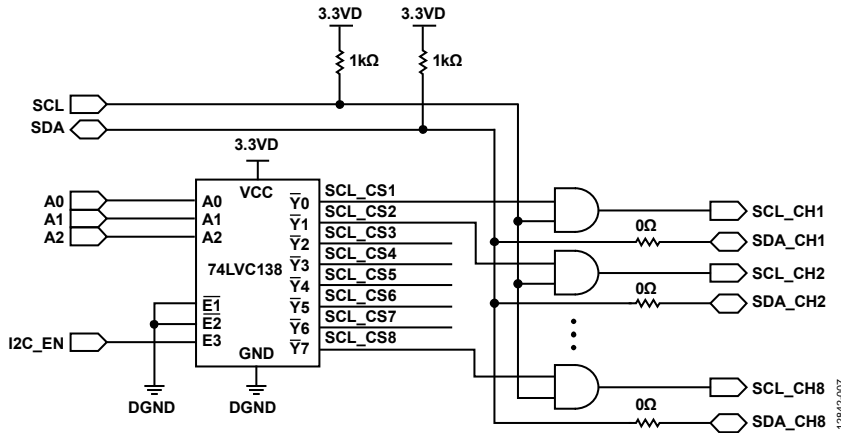 3.3VD 3.3VD
1kΩ 1kΩ
SCL
SDA
3.3VD
VCC
A0 A0 Y0 SCL_CS1
A1 A1 Y1 SCL_CS2
A2 A2 Y2 SCL_CS3
74LVC138 Y3 SCL_CS4
Y4 SCL_CS5
E1 Y5 SCL_CS6
E2 Y6 SCL_CS7
I2C_EN E3 Y7 SCL_CS8
GND
DGND DGND
SCL_CH1
0Ω
SDA_CH1
SCL_CH2
0Ω
SDA_CH2
SCL_CH8
0Ω
SDA_CH8
12842-007